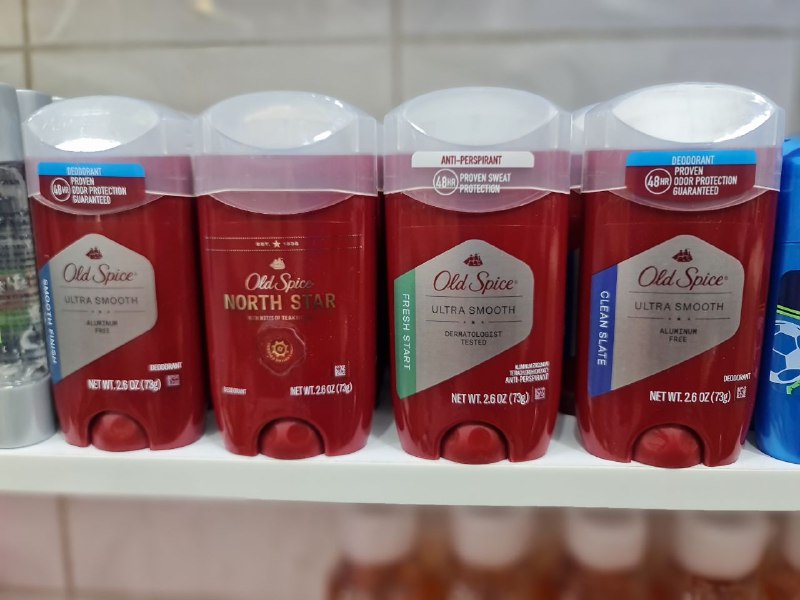 DEODORANT
48HR
PROVEN
ODOR PROTECTION
GUARANTEED
Old Spice®
ULTRA SMOOTH
ALUMINUM
FREE
SMOOTH FINISH
DEODORANT
NET WT. 2.6 OZ (73g)
EST. 1938
Old Spice
NORTH STAR
WITH NOTES OF TEAKWOOD
DEODORANT
NET WT. 2.6 OZ (73g)
ANTI-PERSPIRANT
48HR
PROVEN SWEAT
PROTECTION
Old Spice®
ULTRA SMOOTH
DERMATOLOGIST
TESTED
FRESH START
ANTI-PERSPIRANT
NET WT. 2.6 OZ (73g)
DEODORANT
48HR
PROVEN
ODOR PROTECTION
GUARANTEED
Old Spice®
ULTRA SMOOTH
ALUMINUM
FREE
CLEAN SLATE
DEODORANT
NET WT. 2.6 OZ (73g)